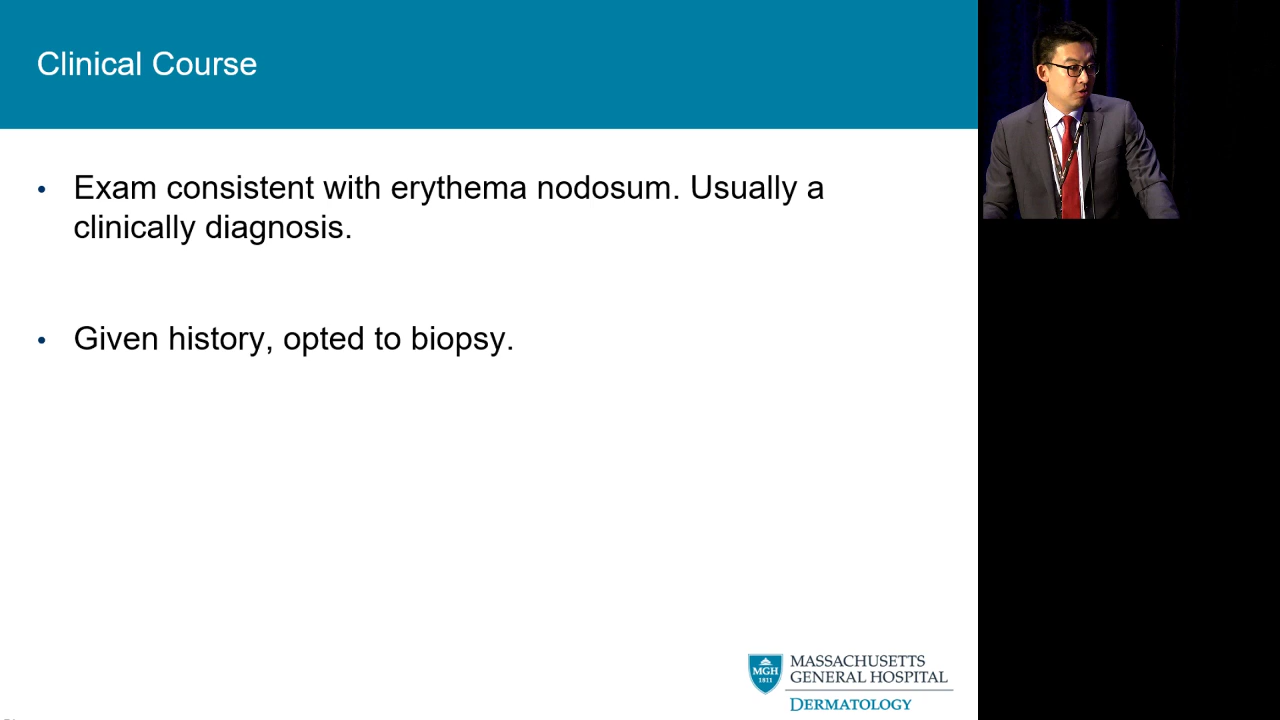 Clinical Course
• Exam consistent with erythema nodosum. Usually a
clinically diagnosis.
• Given history, opted to biopsy.
MGH
1811
MASSACHUSETTS
GENERAL HOSPITAL
DERMATOLOGY